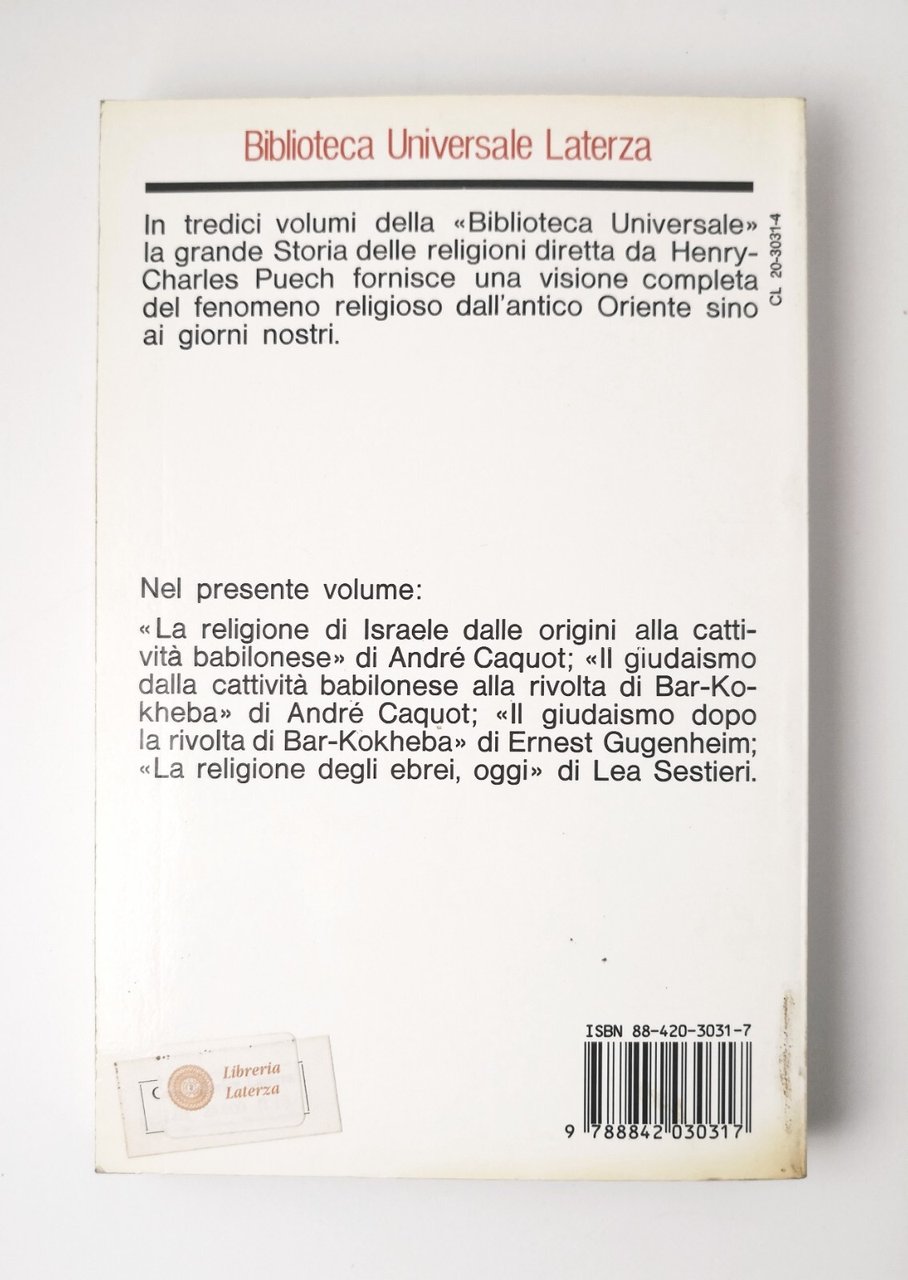 Biblioteca Universale Laterza
In tredici volumi della «Biblioteca Universale»
la grande Storia delle religioni diretta da Henry-
Charles Puech fornisce una visione completa
del fenomeno religioso dall'antico Oriente sino
ai giorni nostri.
CL 20-3031-4
Nel presente volume:
«La religione di Israele dalle origini alla catti-
vità babilonese» di André Caquot; «Il giudaismo
dalla cattività babilonese alla rivolta di Bar-Ko-
kheba» di André Caquot; «Il giudaismo dopo
la rivolta di Bar-Kokheba» di Ernest Gugenheim;
«La religione degli ebrei, oggi» di Lea Sestieri.
ISBN 88-420-3031-7
9 788842 030317
Libreria
Laterza